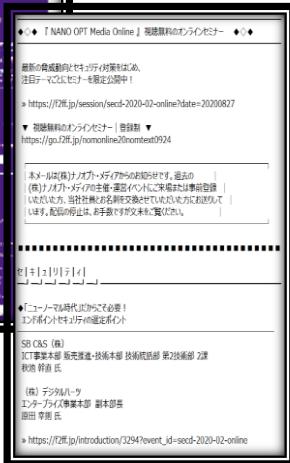 ◆◇◆ 『 NANO OPT Media Online 』 視聴無料のオンラインセミナー ◆◇◆
最新の脅威動向とセキュリティ対策をはじめ、
注目テーマごとにセミナーを限定公開中！
» https://f2ff.jp/session/secd-2020-02-online?date=20200827
▼ 視聴無料のオンラインセミナー｜登録制 ▼
https://go.f2ff.jp/nomonline20nomtext0924
｜本メールは(株)ナノオプト・メディアからのお知らせです。過去の ｜
｜(株)ナノオプト・メディアの主催・運営イベントにご来場または事前登録 ｜
｜いただいた方、当社社員とお名刺を交換させていただいた方にお送りして ｜
｜います。配信の停止は、お手数ですが文末をご覧ください。 ｜
セ|キ|ュ|リ|テ|ィ|
◆「ニューノーマル時代」だからこそ必要！
エンドポイントセキュリティの選定ポイント
SB C&S（株）
ICT事業本部 販売推進・技術本部 技術統括部 第2技術部 2課
秋池 幹直 氏
（株）デジタルハーツ
エンタープライズ事業本部 副本部長
原田 幸則 氏
» https://f2ff.jp/introduction/3294?event_id=secd-2020-02-online